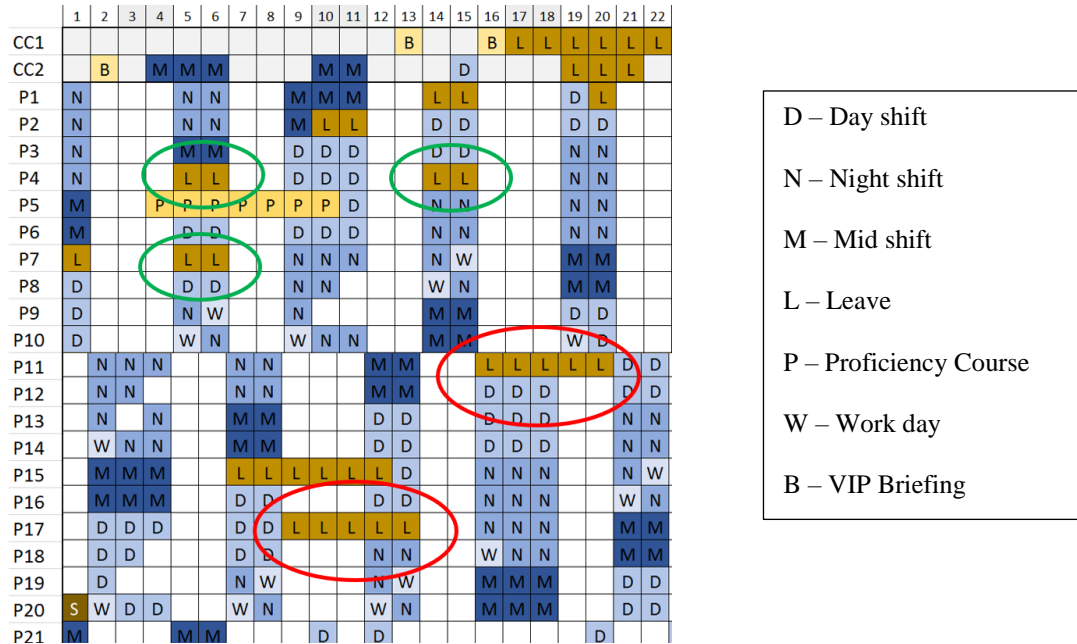 1 2 3 4 5 6 7 8 9 10 11 12 13 14 15 16 17 18 19 20 21 22
CC1 B B L L L L L L
CC2 B M M M M M D L L L
P1 N N N M M M L L D L
P2 N N N M L L D D D D
P3 N M M D D D D D N N
P4 N L L D D D L L N N
P5 M P P P P P P P D N N N N
P6 M D D D D D N N N N
P7 L L L N N N N W M M
P8 D D D N N W N M M
P9 D N W N M M D D
P10 D W N W N N M M W D
P11 N N N N N M M L L L L L D D
P12 N N N N M M D D D D D
P13 N N M M D D D D D N N
P14 W N N M M D D D D D N N
P15 M M M L L L L L L D N N N N W
P16 M M M D D D D N N N W N
P17 D D D D D L L L L L N N N M M
P18 D D D D N N W N N M M
P19 D N W N W M M M D D
P20 S W D D W N W N M M M D D
P21 M M M D D D
D – Day shift
N – Night shift
M – Mid shift
L – Leave
P – Proficiency Course
W – Work day
B – VIP Briefing